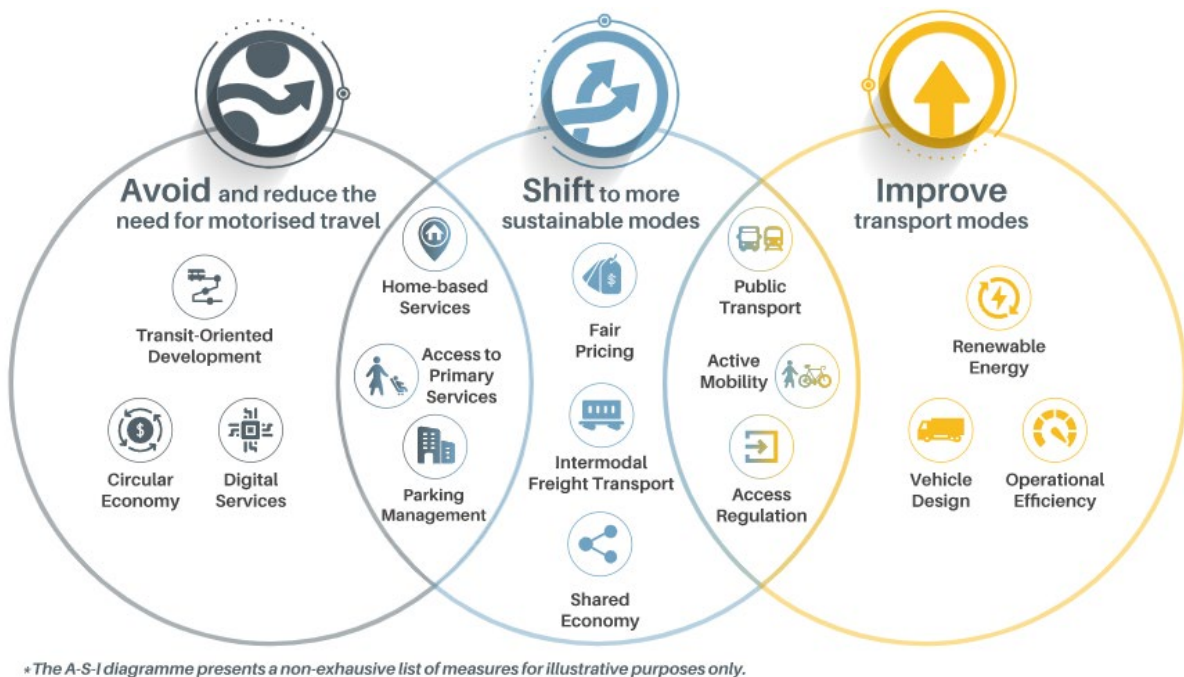 Avoid and reduce the
need for motorised travel
Transit-Oriented
Development
Circular
Economy
Digital
Services
Home-based
Services
Access to
Primary
Services
Parking
Management
Shift to more
sustainable modes
Fair
Pricing
Intermodal
Freight Transport
Shared
Economy
Public
Transport
Active
Mobility
Access
Regulation
Improve
transport modes
Renewable
Energy
Vehicle
Design
Operational
Efficiency
*The A-S-I diagramme presents a non-exhausive list of measures for illustrative purposes only.